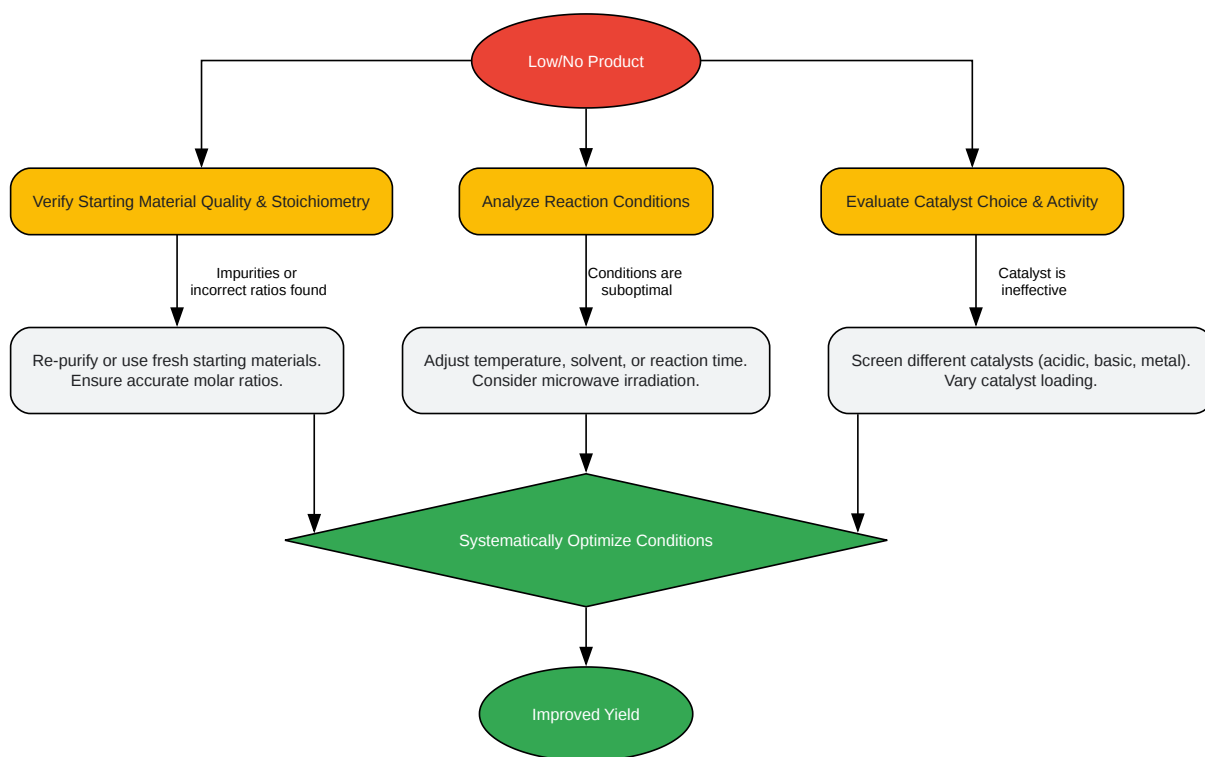 Low/No Product
Verify Starting Material Quality & Stoichiometry
Analyze Reaction Conditions
Evaluate Catalyst Choice & Activity
Impurities or
incorrect ratios found
Conditions are
suboptimal
Catalyst is
ineffective
Re-purify or use fresh starting materials.
Ensure accurate molar ratios.
Adjust temperature, solvent, or reaction time.
Consider microwave irradiation.
Screen different catalysts (acidic, basic, metal).
Vary catalyst loading.
Systematically Optimize Conditions
Improved Yield